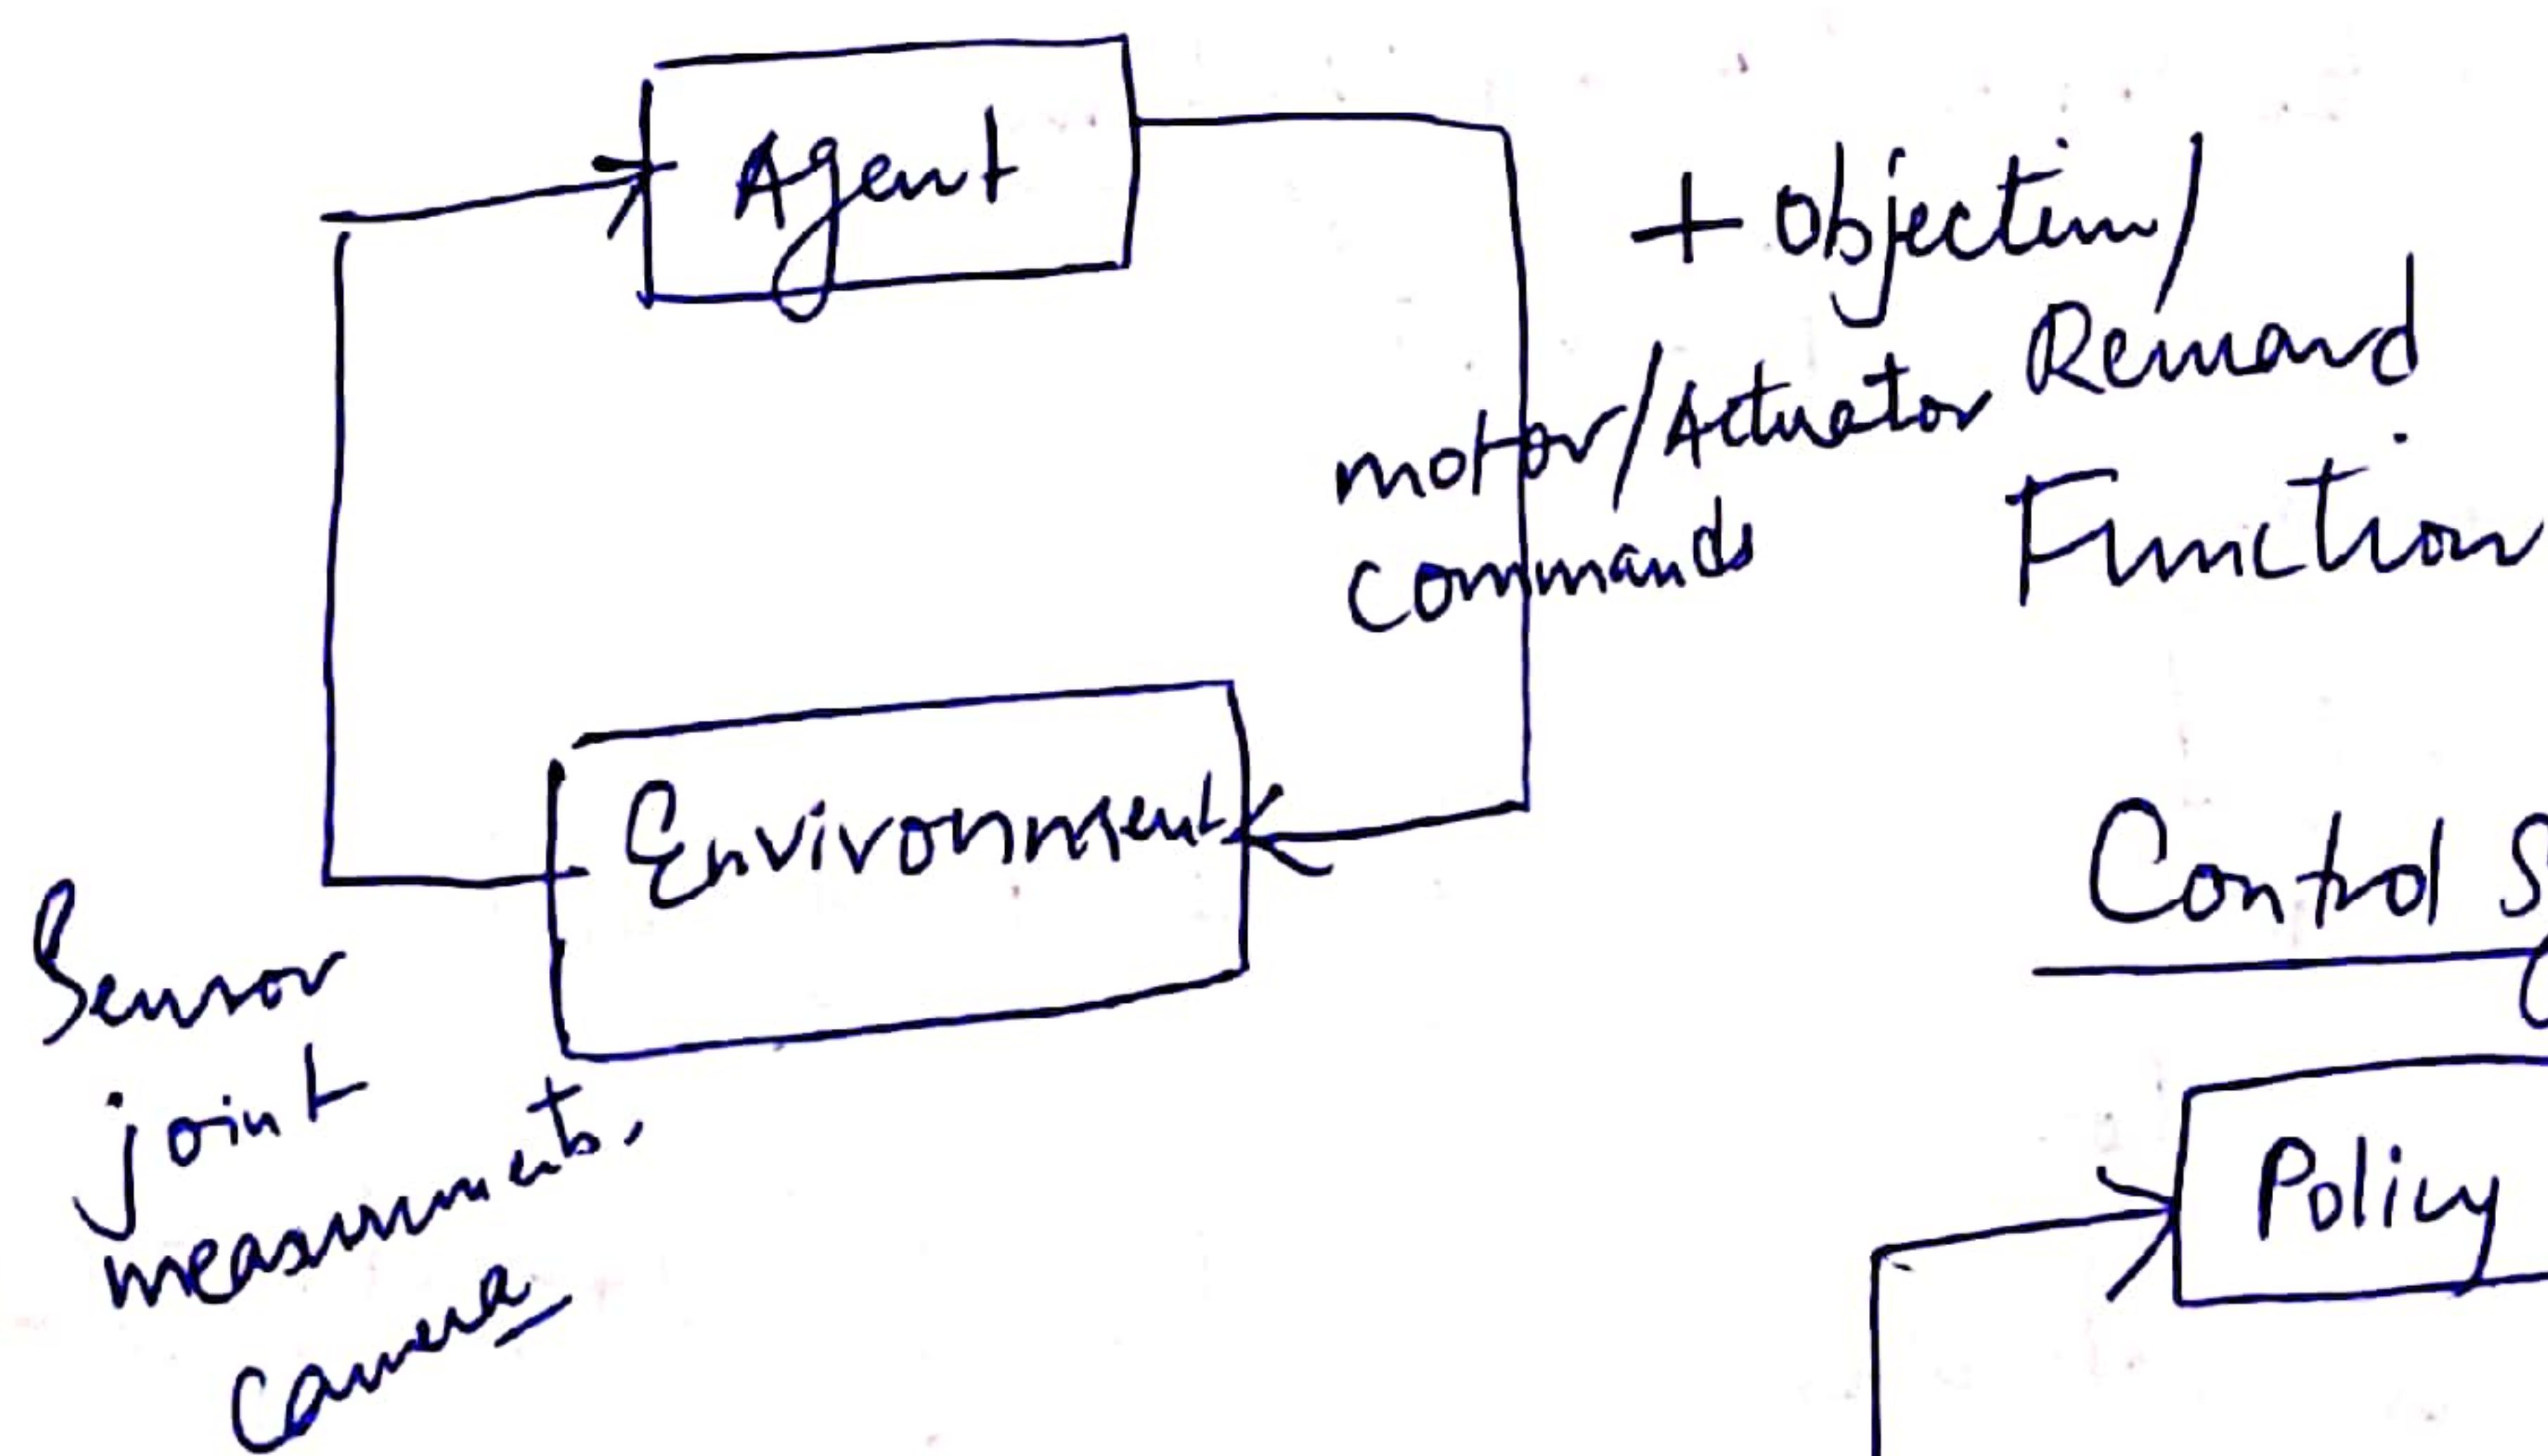 Agent
+ Objective/
Reward
Function
motor/Actuator
commands
Environment
Sensor
joint
measurements,
camera
Control S
Policy